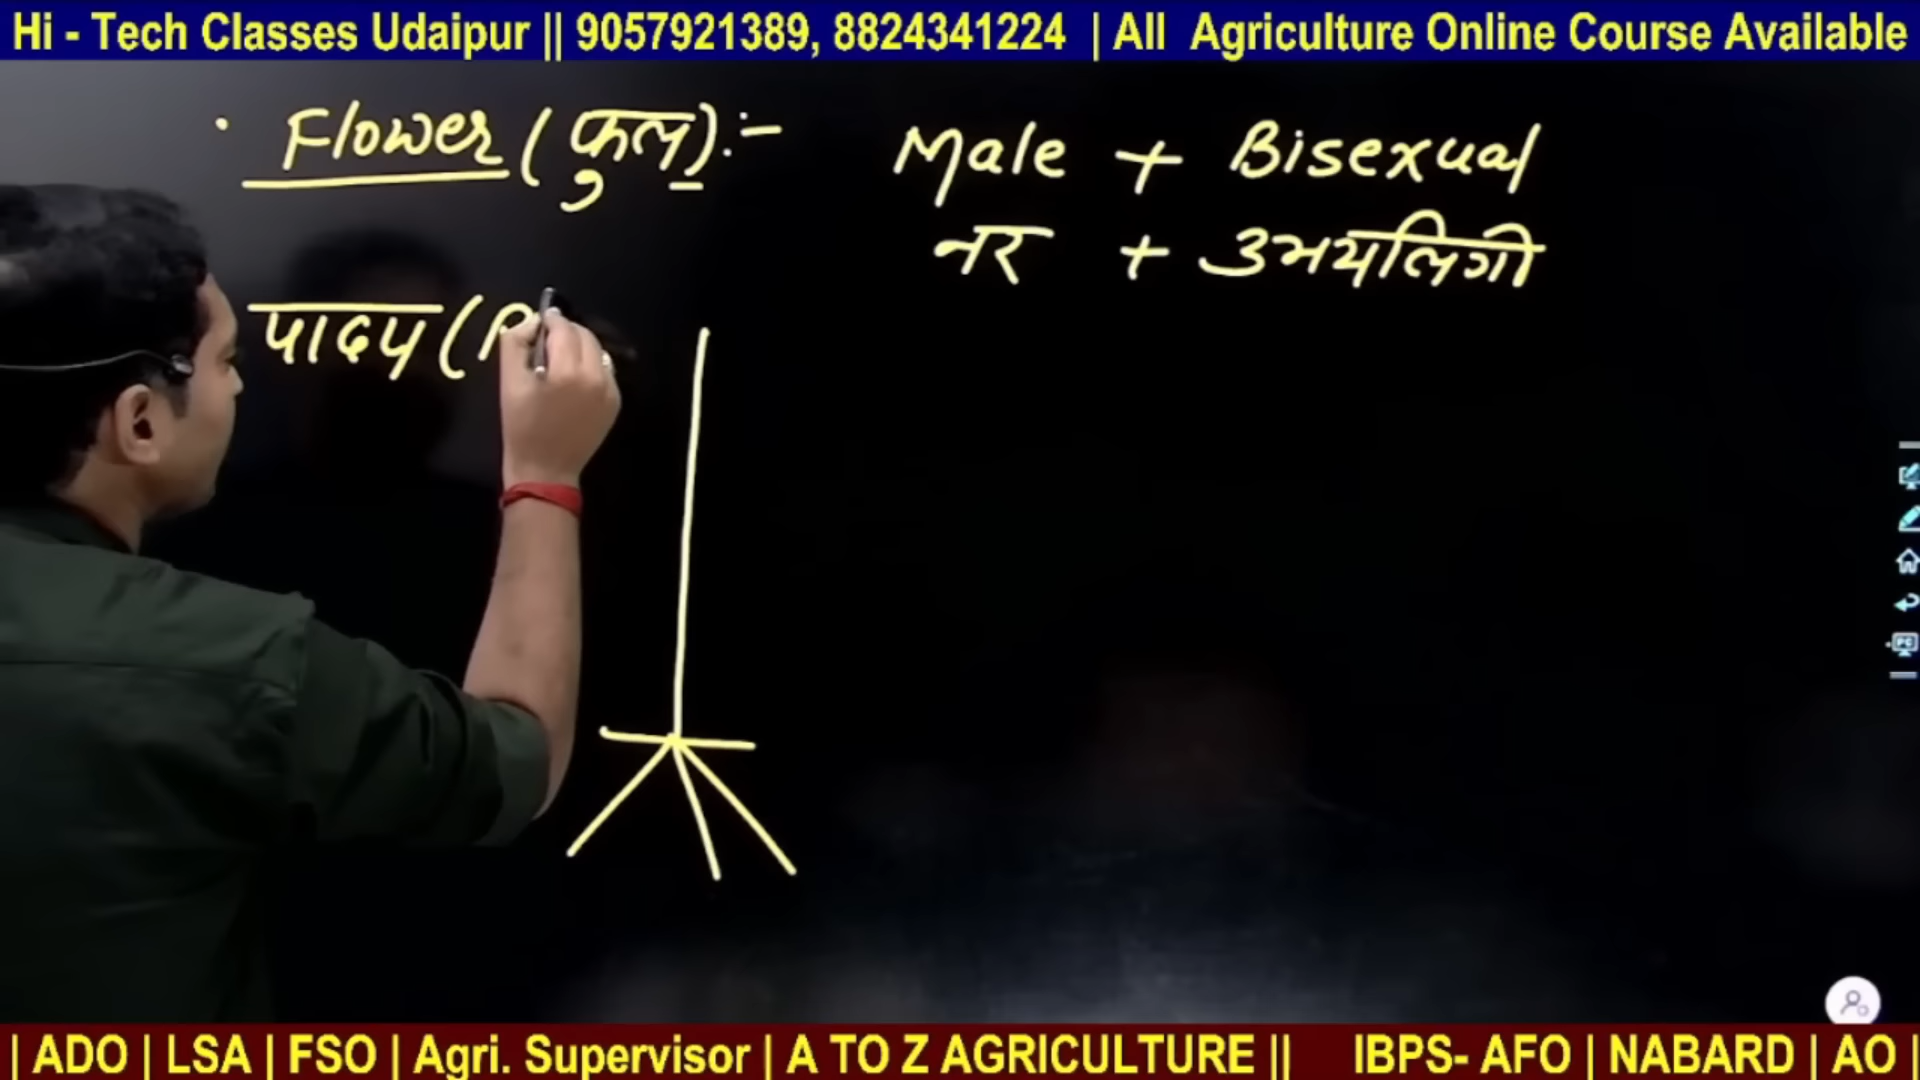 Hi - Tech Classes Udaipur || 9057921389, 8824341224 | All Agriculture Online Course Available
• Flower (फुल) :- Male + Bisexual
नर + उभयलिगी
पादप (
PC
| ADO | LSA | FSO | Agri. Supervisor | A TO Z AGRICULTURE || IBPS- AFO | NABARD | AO |